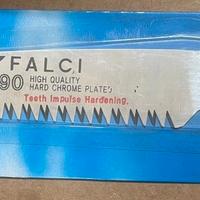 FALCI
90
HIGH QUALITY
HARD CHROME PLATED
Teeth Impulse Hardening.